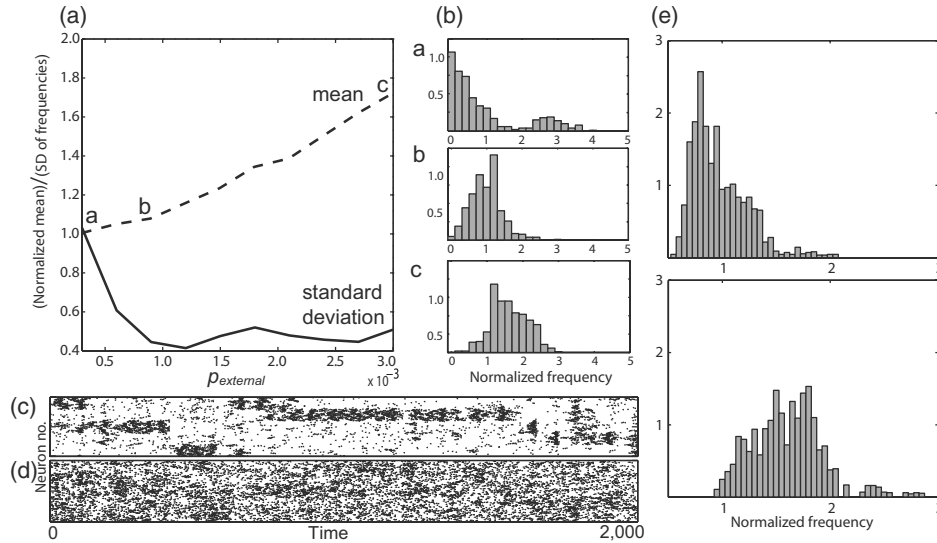 (a)
(b)
(e)
(Normalized mean)/(SD of frequencies)
2.0
1.8
1.6
1.4
1.2
1.0
0.8
0.6
0.4
mean
c
a
b
standard
deviation
0.5
1.0
1.5
2.0
2.5
3.0
p_external
x 10⁻³
a
1.0
0.5
0
1
2
3
4
5
b
1.0
0.5
0
1
2
3
4
5
c
1.0
0.5
0
1
2
3
4
5
Normalized frequency
3
2
1
1
2
3
2
1
1
2
Normalized frequency
(c)
(d)
Neuron no.
0
Time
2,000